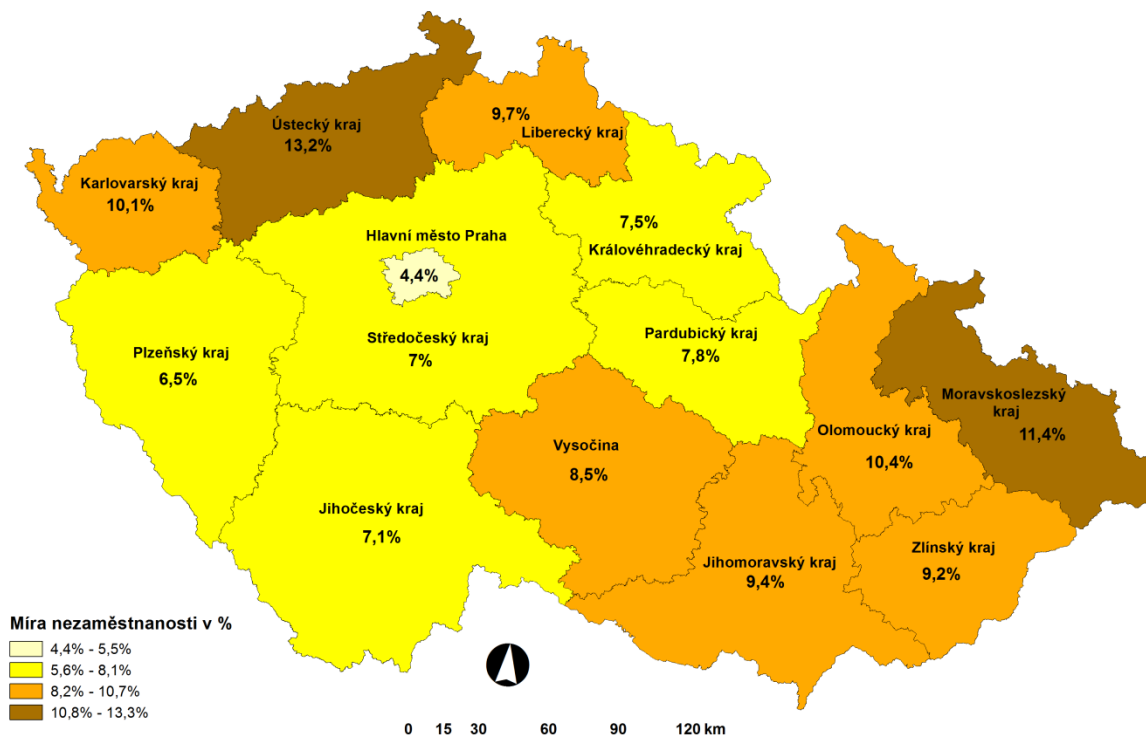 Ústecký kraj
13,2%
9,7%
Liberecký kraj
Karlovarský kraj
10,1%
7,5%
Královéhradecký kraj
Hlavní město Praha
4,4%
Středočeský kraj
7%
Pardubický kraj
7,8%
Plzeňský kraj
6,5%
Moravskoslezský
kraj
11,4%
Olomoucký kraj
10,4%
Vysočina
8,5%
Jihočeský kraj
7,1%
Jihomoravský kraj
9,4%
Zlínský kraj
9,2%
Míra nezaměstnanosti v %
4,4% - 5,5%
5,6% - 8,1%
8,2% - 10,7%
10,8% - 13,3%
0 15 30 60 90 120 km